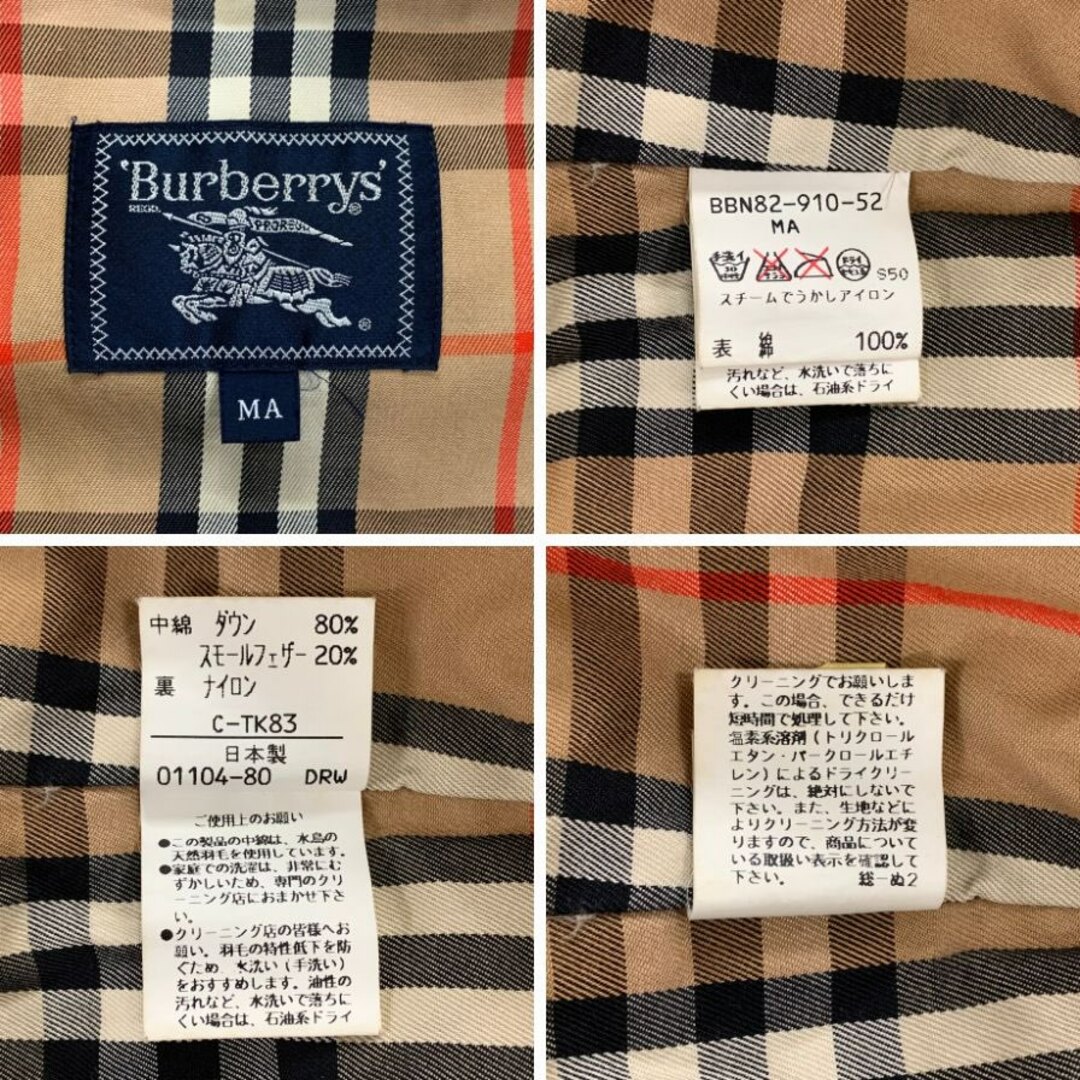 'Burberrys'
REGD.
PRORSUM
®
®
MA
BBN82-910-52
MA
手洗イ
30
ドライ
S50
スチームでうかしアイロン
表 綿 100%
汚れなど、水洗いで落ちに
くい場合は、石油系ドライ
中綿 ダウン 80%
スモールフェザー 20%
裏 ナイロン
C-TK83
日本製
01104-80 DRW
ご使用上のお願い
●この製品の中綿は、水鳥の
天然羽毛を使用しています。
●家庭での洗濯は、非常にむ
ずかしいため、専門のクリ
ーニング店におまかせ下さ
い。
●クリーニング店の皆様へお
願い。羽毛の特性低下を防
ぐため 水洗い(手洗い)
をおすすめします。油性の
汚れなど、水洗いで落ちに
くい場合は、石油系ドライ
クリーニングでお願いしま
す。この場合、できるだけ
短時間で処理して下さい。
塩素系溶剤(トリクロール
エタン・パークロールエチ
レン)によるドライクリー
ニングは、絶対にしないで
下さい。また、生地などに
よりクリーニング方法が変
りますので、商品について
いる取扱い表示を確認して
下さい。 総ーぬ2